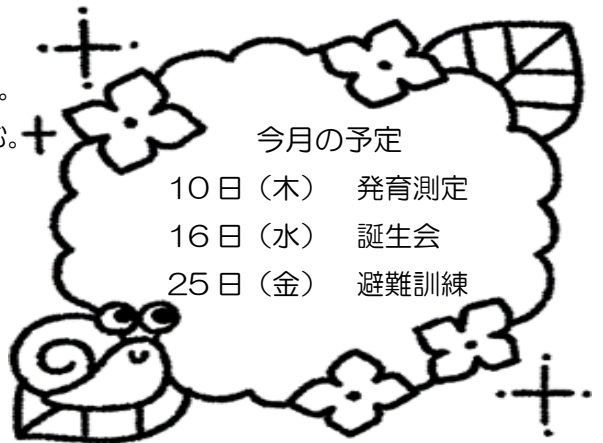 。
む。
今月の予定
10日（木）　発育測定
16日（水）　誕生会
25日（金）　避難訓練